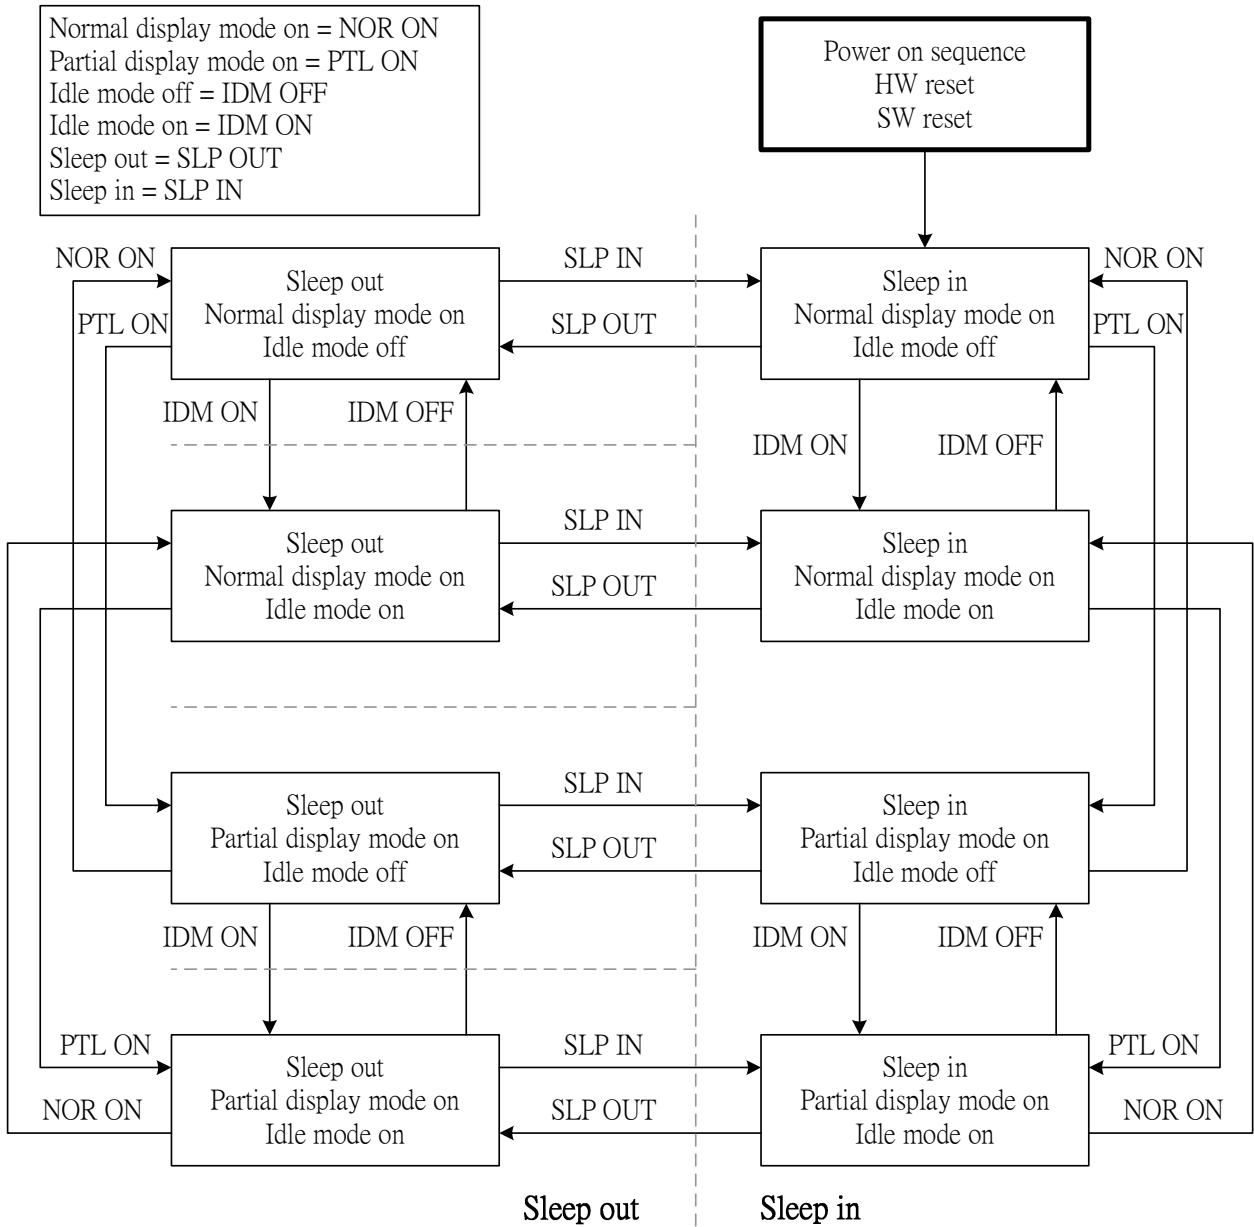 Normal display mode on = NOR ON
Partial display mode on = PTL ON
Idle mode off = IDM OFF
Idle mode on = IDM ON
Sleep out = SLP OUT
Sleep in = SLP IN
Power on sequence
HW reset
SW reset
NOR ON
PTL ON
Sleep out
Normal display mode on
Idle mode off
SLP IN
SLP OUT
Sleep in
Normal display mode on
Idle mode off
NOR ON
PTL ON
IDM ON
IDM OFF
IDM ON
IDM OFF
Sleep out
Normal display mode on
Idle mode on
SLP IN
SLP OUT
Sleep in
Normal display mode on
Idle mode on
Sleep out
Partial display mode on
Idle mode off
SLP IN
SLP OUT
Sleep in
Partial display mode on
Idle mode off
IDM ON
IDM OFF
IDM ON
IDM OFF
PTL ON
NOR ON
Sleep out
Partial display mode on
Idle mode on
SLP IN
SLP OUT
Sleep in
Partial display mode on
Idle mode on
PTL ON
NOR ON
Sleep out
Sleep in